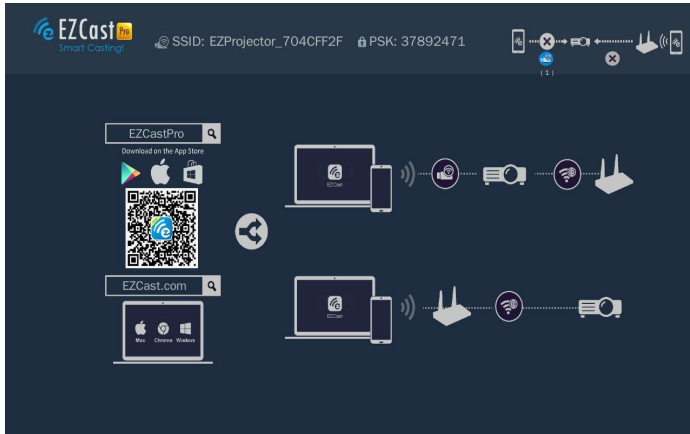 EZCast Pro
Smart Casting!
SSID: EZProjector_704CFF2F PSK: 37892471
(1)
EZCastPro
Download on the App Store
EZCast
EZCast.com
Mac Chrome Windows
EZCast